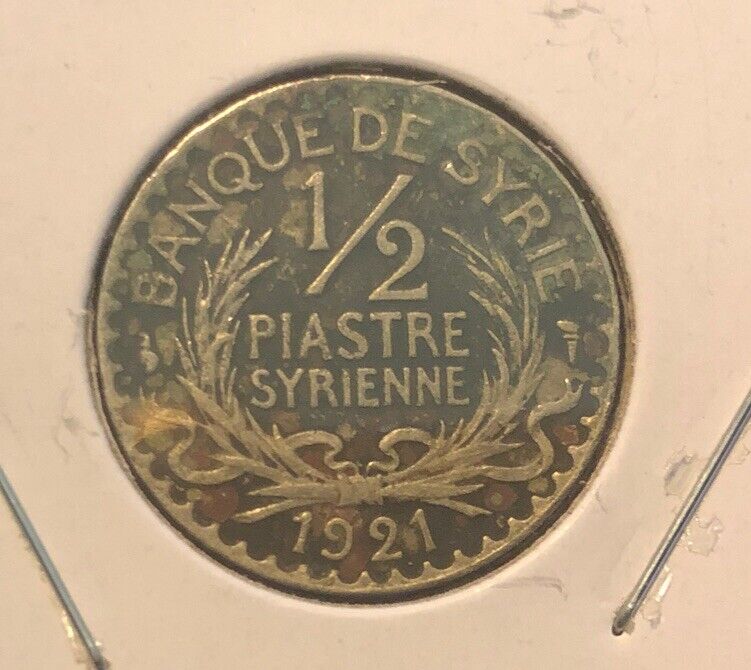 BANQUE DE SYRIE
1/2
PIASTRE
SYRIENNE
1921